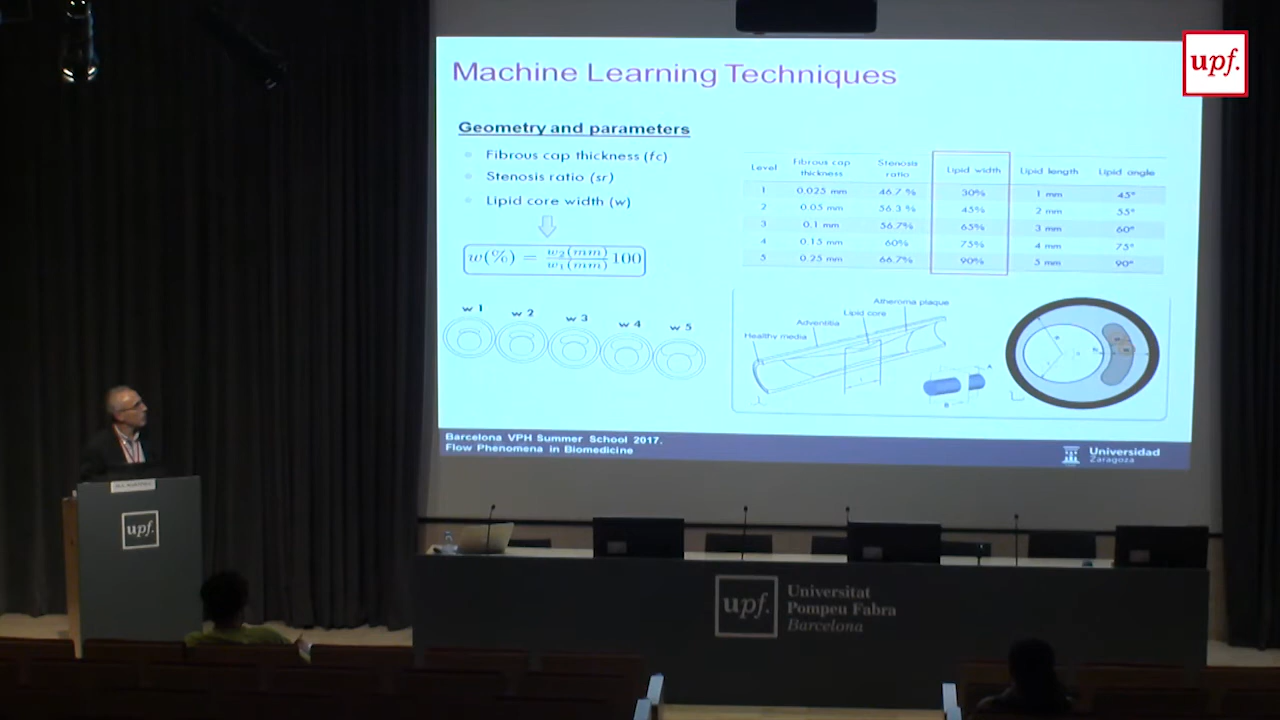 upf.
Machine Learning Techniques
Geometry and parameters
Fibrous cap thickness (fc)
Stenosis ratio (sr)
Lipid core width (w)
w(%) = w₂(mm)/w₁(mm) 100
w 1
w 2
w 3
w 4
w 5
Level Fibrous cap thickness Stenosis ratio Lipid width Lipid length Lipid angle
1 0.025 mm 46.7 % 30% 1 mm 45°
2 0.05 mm 56.3 % 45% 2 mm 55°
3 0.1 mm 56.7% 65% 3 mm 60°
4 0.15 mm 60% 75% 4 mm 75°
5 0.25 mm 66.7% 90% 5 mm 90°
Atheroma plaque
Lipid core
Adventitia
Healthy media
Barcelona VPH Summer School 2017.
Flow Phenomena in Biomedicine
Universidad
Zaragoza
upf.
upf.
Universitat
Pompeu Fabra
Barcelona